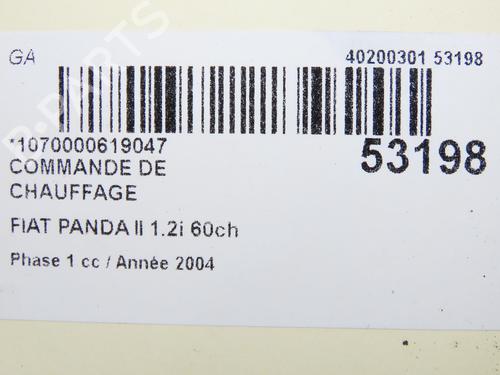 GA
40200301 53198
*1070000619047
53198
COMMANDE DE
CHAUFFAGE
FIAT PANDA II 1.2i 60ch
Phase 1 cc / Année 2004